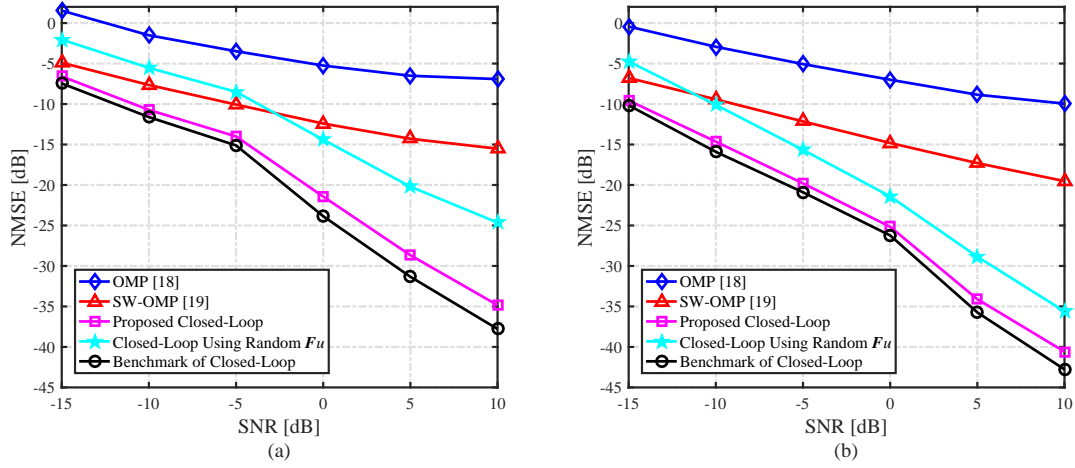 0
-5
-10
-15
-20
-25
-30
-35
-40
-45
NMSE [dB]
OMP [18]
SW-OMP [19]
Proposed Closed-Loop
Closed-Loop Using Random Fu
Benchmark of Closed-Loop
-15 -10 -5 0 5 10
SNR [dB]
(a)
0
-5
-10
-15
-20
-25
-30
-35
-40
-45
NMSE [dB]
OMP [18]
SW-OMP [19]
Proposed Closed-Loop
Closed-Loop Using Random Fu
Benchmark of Closed-Loop
-15 -10 -5 0 5 10
SNR [dB]
(b)